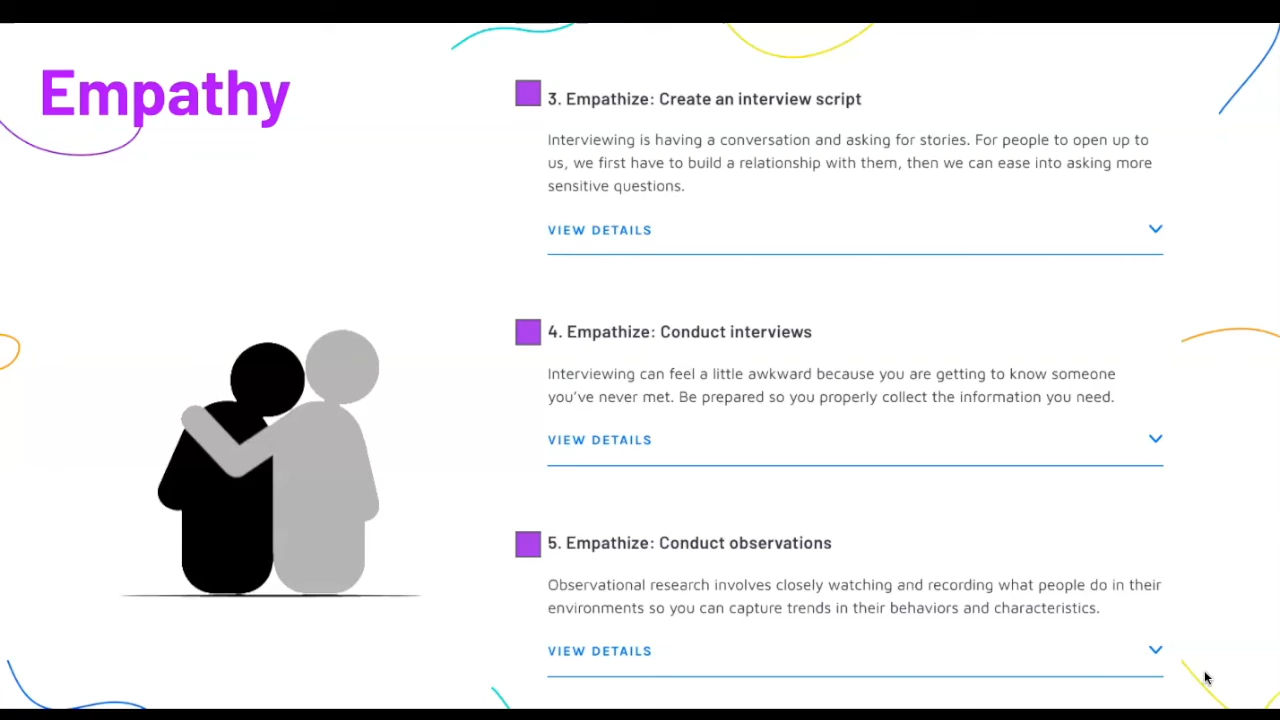 Empathy
3. Empathize: Create an interview script
Interviewing is having a conversation and asking for stories. For people to open up to
us, we first have to build a relationship with them, then we can ease into asking more
sensitive questions.
VIEW DETAILS
4. Empathize: Conduct interviews
Interviewing can feel a little awkward because you are getting to know someone
you’ve never met. Be prepared so you properly collect the information you need.
VIEW DETAILS
5. Empathize: Conduct observations
Observational research involves closely watching and recording what people do in their
environments so you can capture trends in their behaviors and characteristics.
VIEW DETAILS